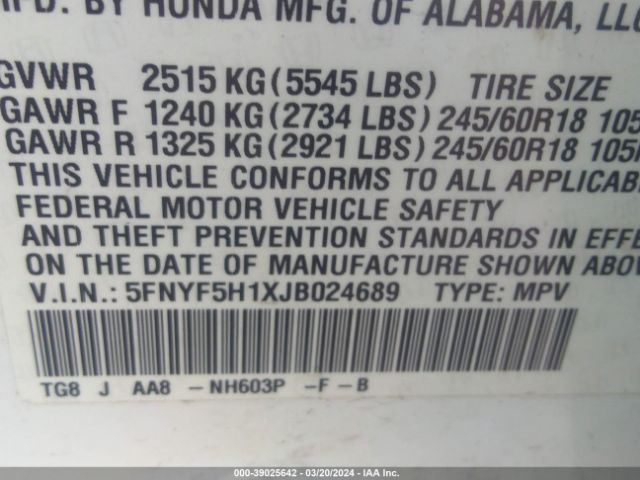 MFD. BY HONDA MFG. OF ALABAMA, LLC
GVWR 2515 KG (5545 LBS) TIRE SIZE
GAWR F 1240 KG (2734 LBS) 245/60R18 105
GAWR R 1325 KG (2921 LBS) 245/60R18 105
THIS VEHICLE CONFORMS TO ALL APPLICAB
FEDERAL MOTOR VEHICLE SAFETY
AND THEFT PREVENTION STANDARDS IN EFFE
ON THE DATE OF MANUFACTURE SHOWN ABOV
V.I.N.: 5FNYF5H1XJB024689 TYPE: MPV
TG8 J AA8 - NH603P - F - B
000-39025642 - 03/20/2024 - IAA Inc.